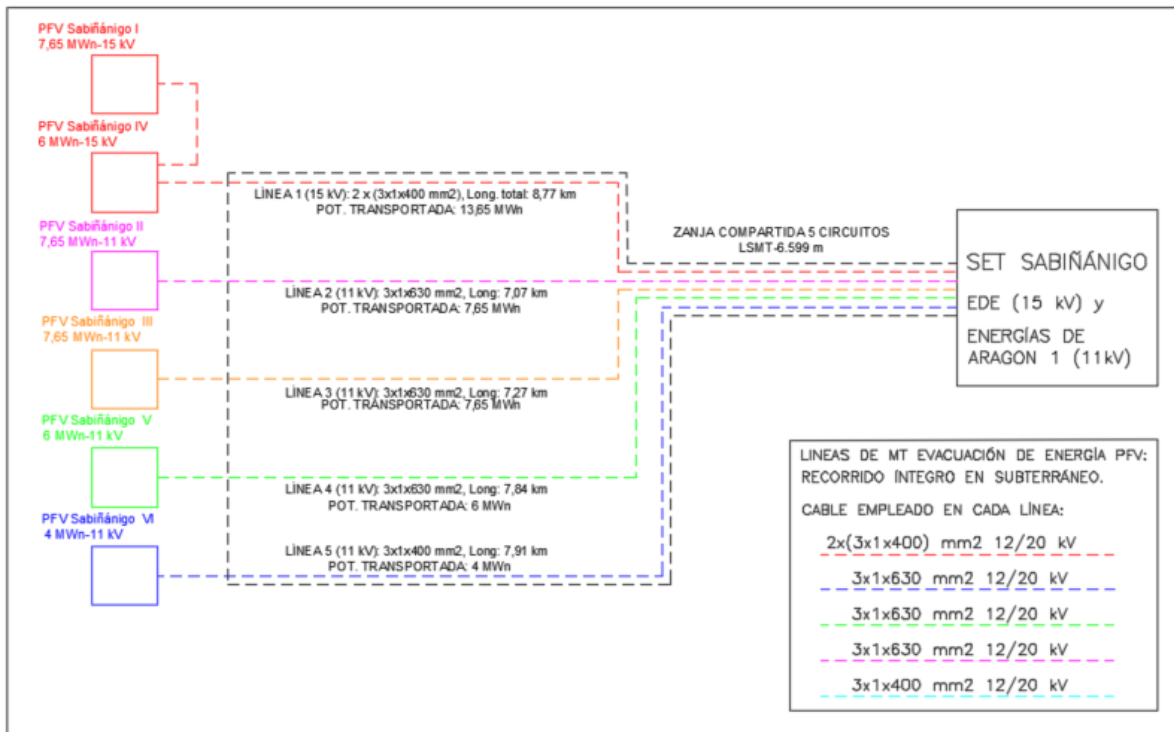 PFV Sabiñánigo I
7,65 MWn-15 kV
PFV Sabiñánigo IV
6 MWn-15 kV
LÍNEA 1 (15 kV): 2 x (3x1x400 mm2), Long. total: 8,77 km
POT. TRANSPORTADA: 13,65 MWn
PFV Sabiñánigo II
7,65 MWn-11 kV
LÍNEA 2 (11 kV): 3x1x630 mm2, Long: 7,07 km
POT. TRANSPORTADA: 7,65 MWn
PFV Sabiñánigo III
7,65 MWn-11 kV
LÍNEA 3 (11 kV): 3x1x630 mm2, Long: 7,27 km
POT. TRANSPORTADA: 7,65 MWn
PFV Sabiñánigo V
6 MWn-11 kV
LÍNEA 4 (11 kV): 3x1x630 mm2, Long: 7,84 km
POT. TRANSPORTADA: 6 MWn
PFV Sabiñánigo VI
4 MWn-11 kV
LÍNEA 5 (11 kV): 3x1x400 mm2, Long: 7,91 km
POT. TRANSPORTADA: 4 MWn
ZANJA COMPARTIDA 5 CIRCUITOS
LSMT-6.599 m
SET SABIÑÁNIGO
EDE (15 kV) y
ENERGÍAS DE
ARAGON 1 (11kV)
LINEAS DE MT EVACUACIÓN DE ENERGÍA PFV:
RECORRIDO ÍNTEGRO EN SUBTERRÁNEO.
CABLE EMPLEADO EN CADA LÍNEA:
2x(3x1x400) mm2 12/20 kV
3x1x630 mm2 12/20 kV
3x1x630 mm2 12/20 kV
3x1x630 mm2 12/20 kV
3x1x400 mm2 12/20 kV